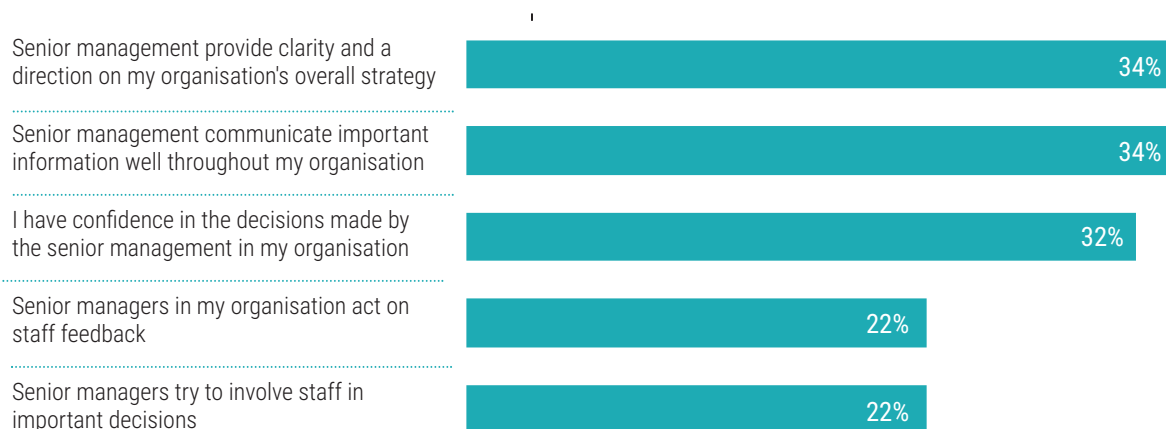 Senior management provide clarity and a
direction on my organisation's overall strategy
34%
Senior management communicate important
information well throughout my organisation
34%
I have confidence in the decisions made by
the senior management in my organisation
32%
Senior managers in my organisation act on
staff feedback
22%
Senior managers try to involve staff in
important decisions
22%